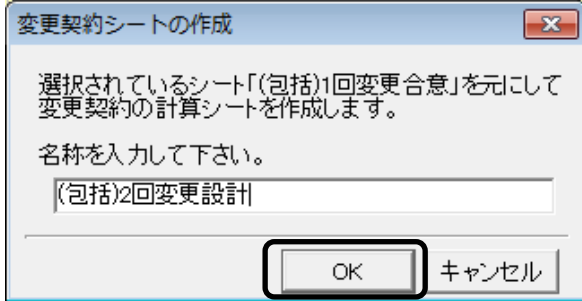 変更契約シートの作成
選択されているシート「(包括)1回変更合意」を元にして
変更契約の計算シートを作成します。
名称を入力して下さい。
(包括)2回変更設計
OK
キャンセル